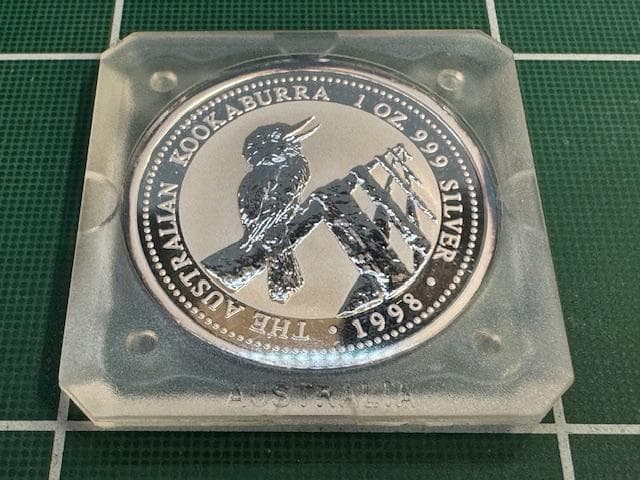 THE AUSTRALIAN KOOKABURRA 1 OZ. 999 SILVER
· 1998 ·
AUSTRALIA